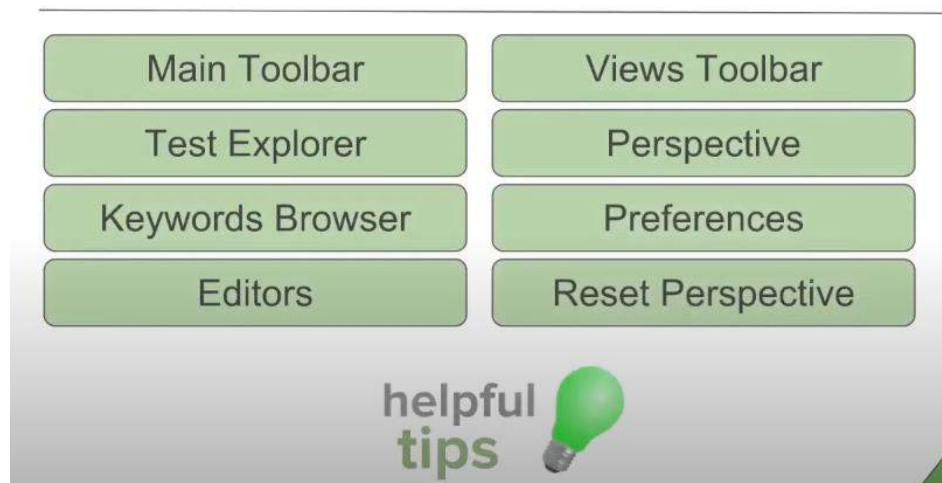 Main Toolbar
Views Toolbar
Test Explorer
Perspective
Keywords Browser
Preferences
Editors
Reset Perspective
helpful
tips